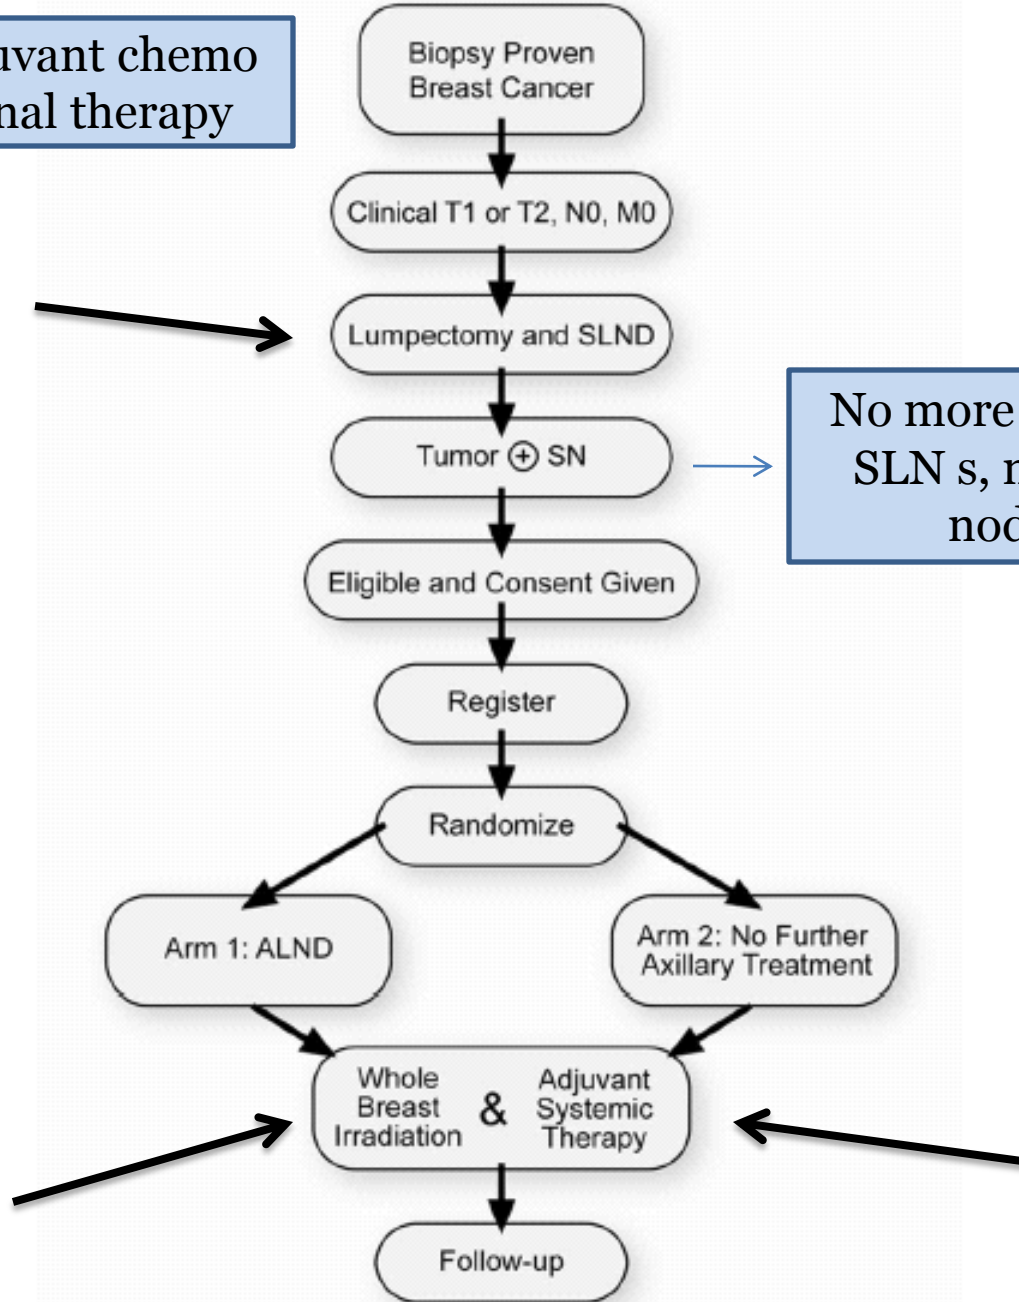 uvant chemo
nal therapy
Biopsy Proven
Breast Cancer
Clinical T1 or T2, N0, M0
Lumpectomy and SLND
Tumor ⊕ SN
No more
SLN s, n
nod
Eligible and Consent Given
Register
Randomize
Arm 1: ALND
Arm 2: No Further
Axillary Treatment
Whole
Breast
Irradiation
&
Adjuvant
Systemic
Therapy
Follow-up